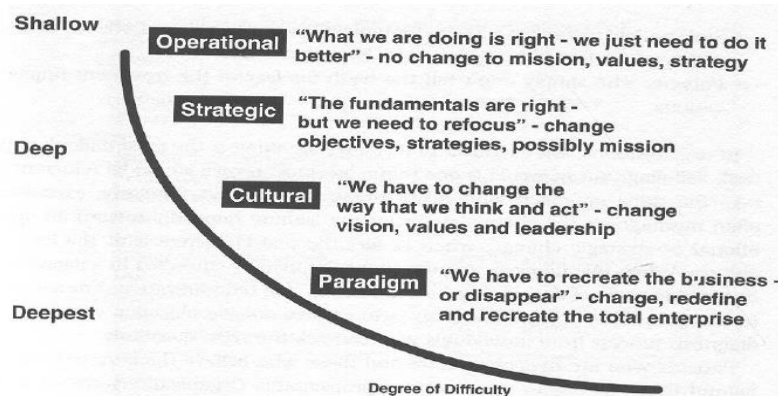 Shallow
Operational
"What we are doing is right - we just need to do it
better" - no change to mission, values, strategy
Strategic
"The fundamentals are right -
but we need to refocus" - change
objectives, strategies, possibly mission
Deep
Cultural
"We have to change the
way that we think and act" - change
vision, values and leadership
Paradigm
"We have to recreate the business -
or disappear" - change, redefine
and recreate the total enterprise
Deepest
Degree of Difficulty